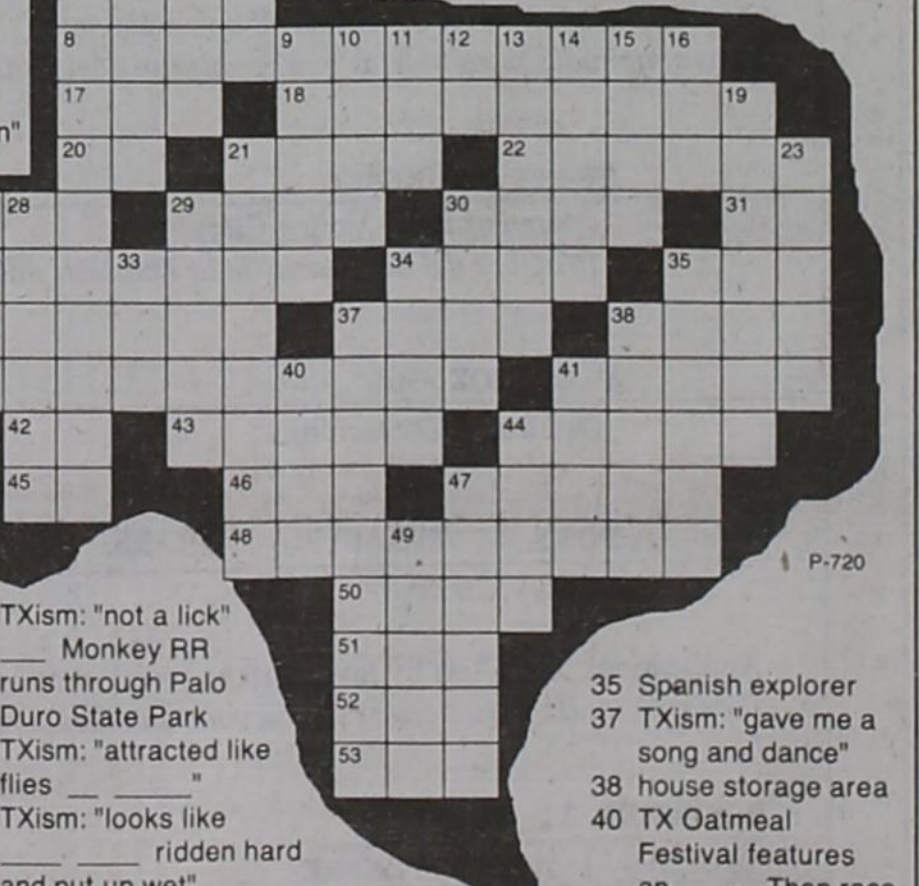 8 9 10 11 12 13 14 15 16
17 18 19
n"
20 21 22 23
28 29 30 31
33 34 35
37 38
40 41
42 43 44
45 46 47
48 49
P-720
50
51
52
53
TXism: "not a lick"
___ Monkey RR
runs through Palo
Duro State Park
TXism: "attracted like
flies __ _____"
TXism: "looks like
____ ____ ridden hard
and put up wet"
35 Spanish explorer
37 TXism: "gave me a
song and dance"
38 house storage area
40 TX Oatmeal
Festival features